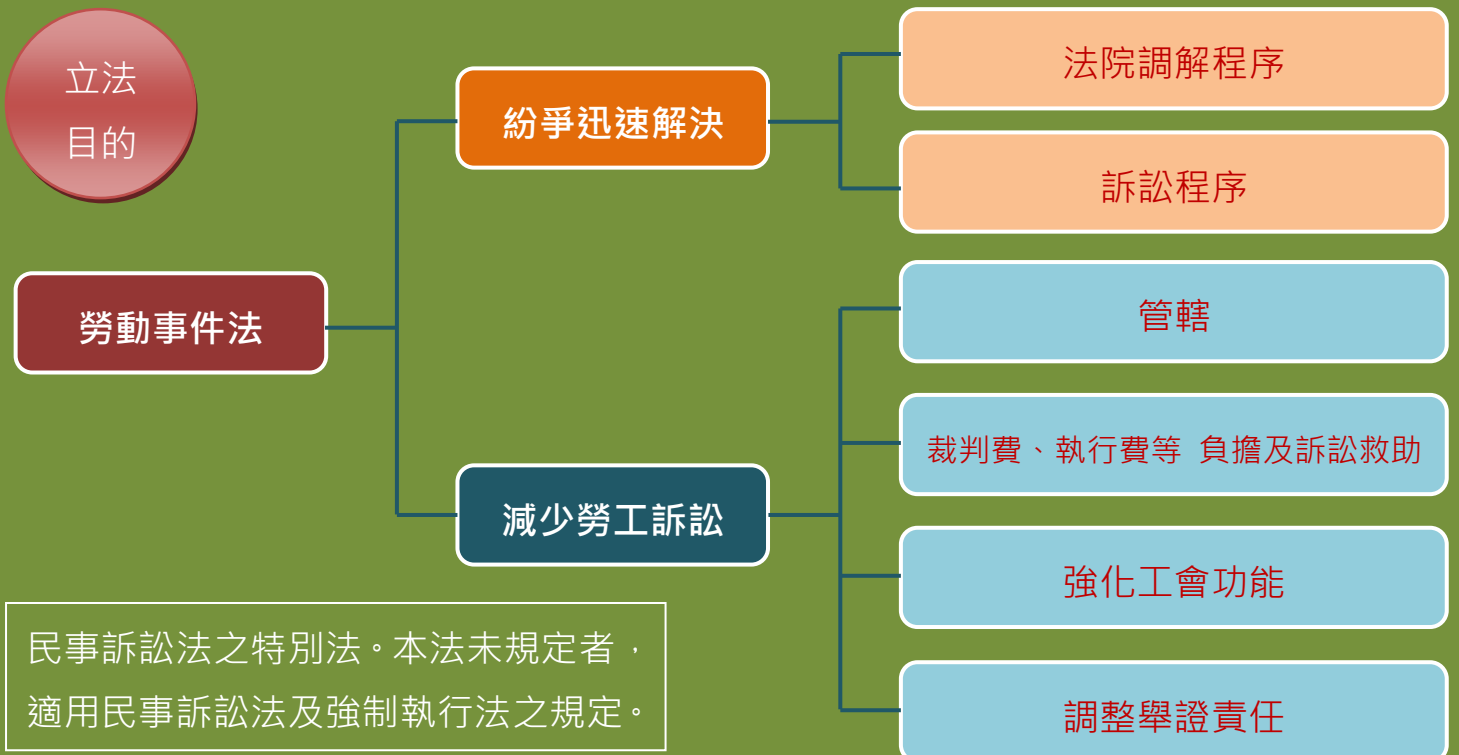 立法
目的
勞動事件法
紛爭迅速解決
法院調解程序
訴訟程序
減少勞工訴訟
管轄
裁判費、執行費等 負擔及訴訟救助
強化工會功能
調整舉證責任
民事訴訟法之特別法。本法未規定者，
適用民事訴訟法及強制執行法之規定。